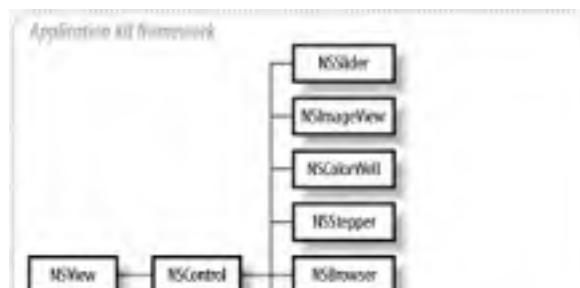 Application Kit framework
NSSlider
NSImageView
NSColorWell
NSStepper
NSView NSControl NSBrowser